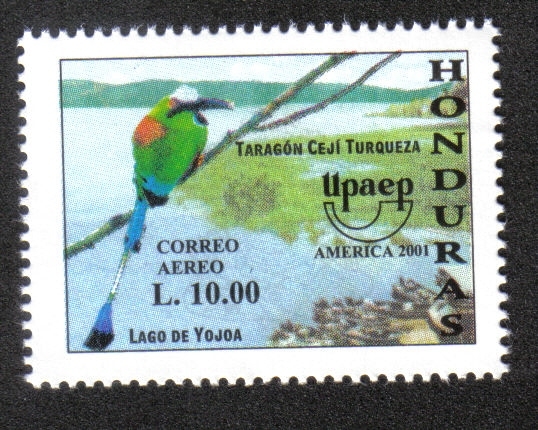 HONDURAS
TARAGÓN CEJÍ TURQUEZA
upaep
AMERICA 2001
CORREO
AEREO
L. 10.00
LAGO DE YOJOA